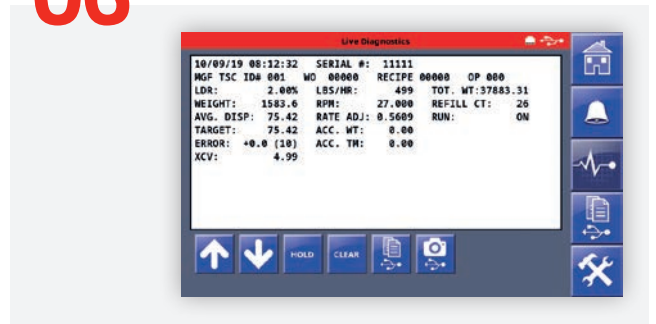 06
Live Diagnostics
10/09/19 08:12:32 SERIAL #: 11111
MGF TSC ID# 001 WO 00000 RECIPE 00000 OP 000
LDR: 2.00% LBS/HR: 499 TOT. WT:37883.31
WEIGHT: 1583.6 RPM: 27.000 REFILL CT: 26
AVG. DISP: 75.42 RATE ADJ: 0.5609 RUN: ON
TARGET: 75.42 ACC. WT: 0.00
ERROR: +0.0 (10) ACC. TM: 0.00
XCV: 4.99
HOLD CLEAR